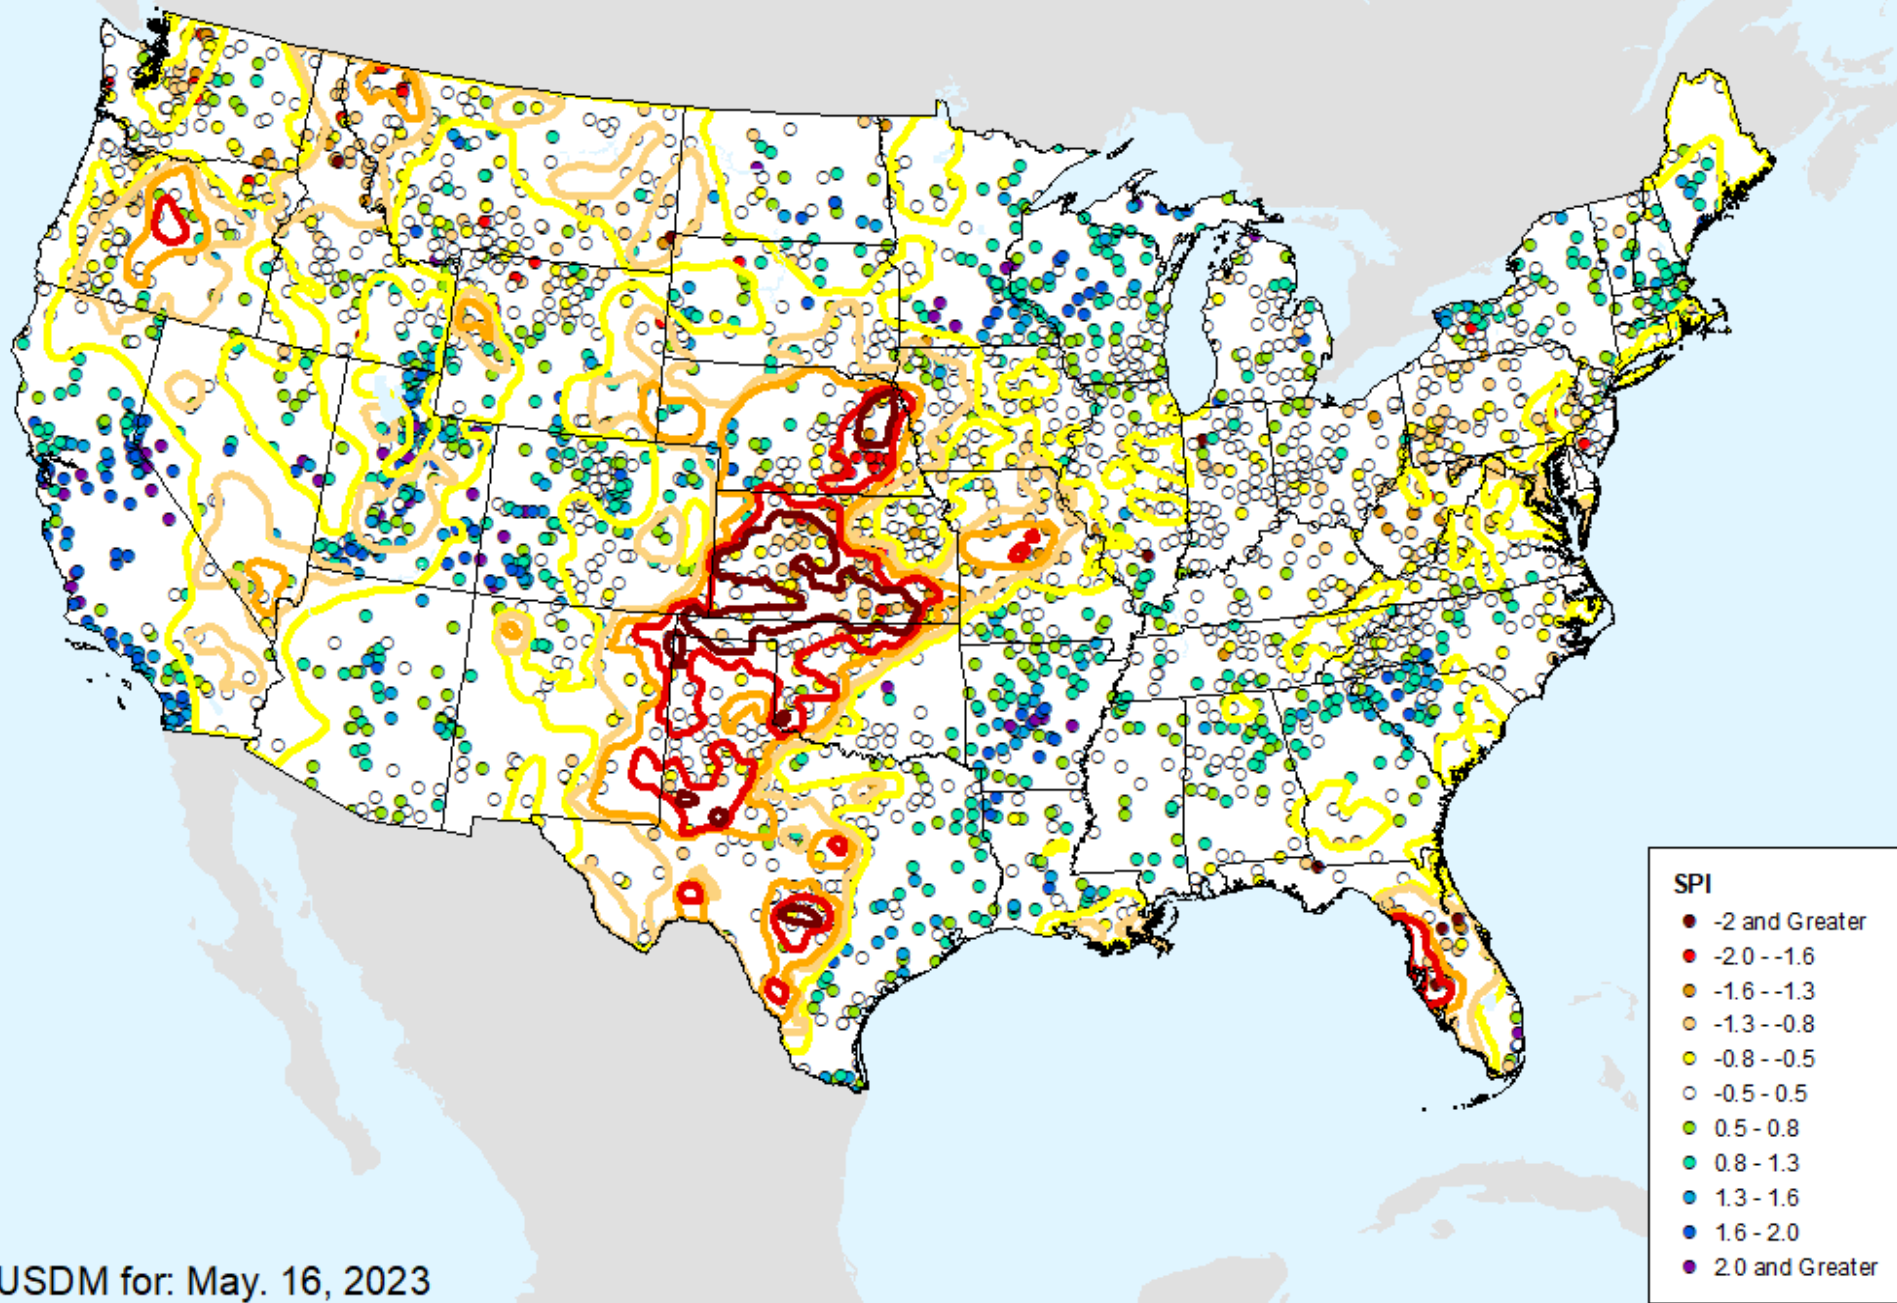 SPI
-2 and Greater
-2.0 - -1.6
-1.6 - -1.3
-1.3 - -0.8
-0.8 - -0.5
-0.5 - 0.5
0.5 - 0.8
0.8 - 1.3
1.3 - 1.6
1.6 - 2.0
2.0 and Greater
USDM for: May. 16, 2023